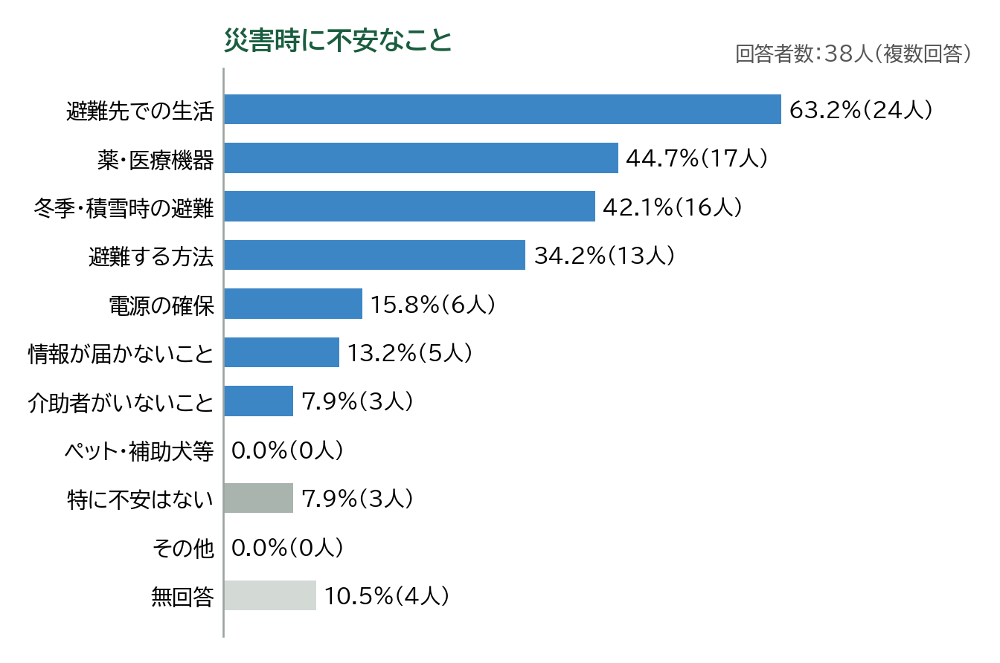 災害時に不安なこと
回答者数：38人（複数回答）
避難先での生活 63.2%（24人）
薬・医療機器 44.7%（17人）
冬季・積雪時の避難 42.1%（16人）
避難する方法 34.2%（13人）
電源の確保 15.8%（6人）
情報が届かないこと 13.2%（5人）
介助者がいないこと 7.9%（3人）
ペット・補助犬等 0.0%（0人）
特に不安はない 7.9%（3人）
その他 0.0%（0人）
無回答 10.5%（4人）